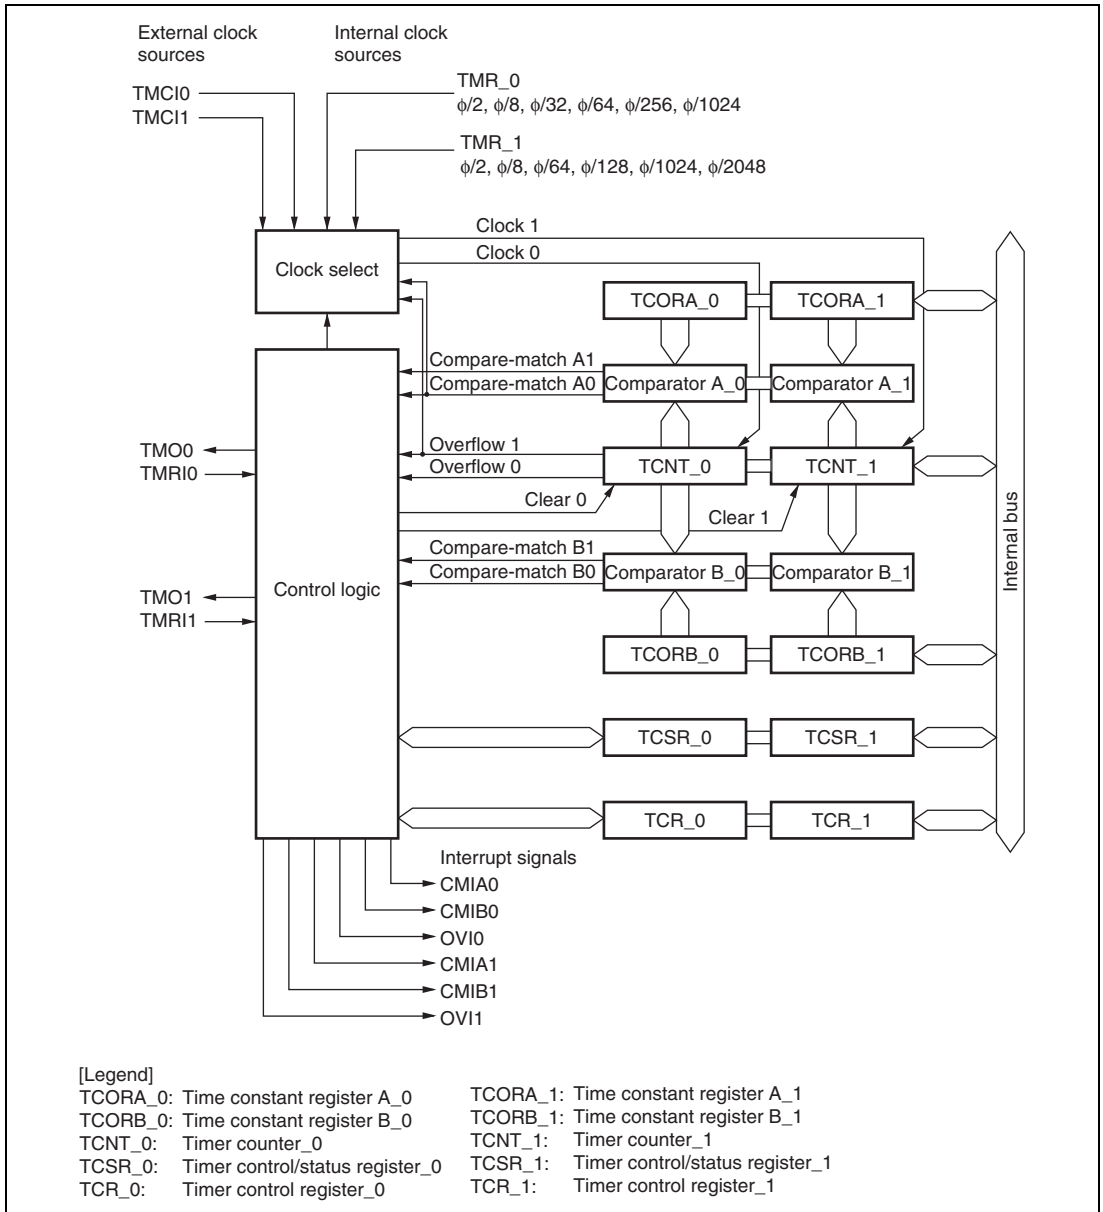 External clock sources
Internal clock sources
TMCI0
TMCI1
TMR_0
ϕ/2, ϕ/8, ϕ/32, ϕ/64, ϕ/256, ϕ/1024
TMR_1
ϕ/2, ϕ/8, ϕ/64, ϕ/128, ϕ/1024, ϕ/2048
Clock select
Clock 1
Clock 0
TCORA_0
TCORA_1
Compare-match A1
Compare-match A0
Comparator A_0
Comparator A_1
TMO0
TMRI0
Overflow 1
Overflow 0
TCNT_0
TCNT_1
Clear 0
Clear 1
Internal bus
Control logic
Compare-match B1
Compare-match B0
Comparator B_0
Comparator B_1
TMO1
TMRI1
TCORB_0
TCORB_1
TCSR_0
TCSR_1
TCR_0
TCR_1
Interrupt signals
CMIA0
CMIB0
OVI0
CMIA1
CMIB1
OVI1
[Legend]
TCORA_0: Time constant register A_0
TCORB_0: Time constant register B_0
TCNT_0: Timer counter_0
TCSR_0: Timer control/status register_0
TCR_0: Timer control register_0
TCORA_1: Time constant register A_1
TCORB_1: Time constant register B_1
TCNT_1: Timer counter_1
TCSR_1: Timer control/status register_1
TCR_1: Timer control register_1